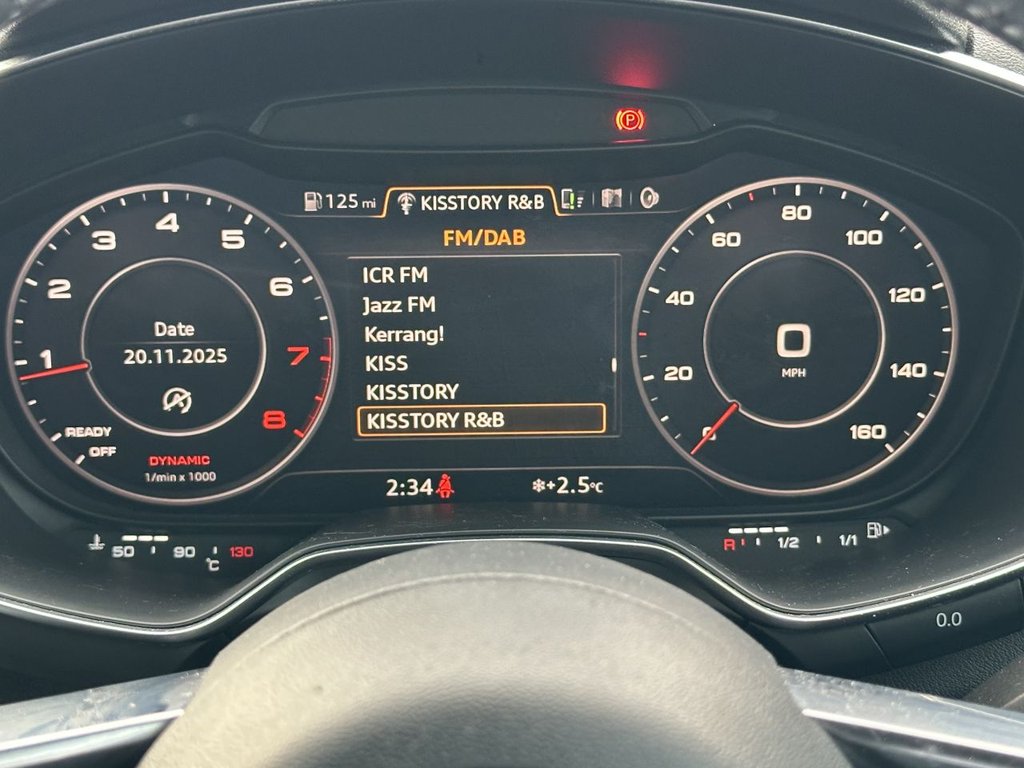 P
125 mi
KISSTORY R&B
FM/DAB
ICR FM
Jazz FM
Kerrang!
KISS
KISSTORY
KISSTORY R&B
1
2
3
4
5
6
7
8
Date
20.11.2025
READY
OFF
DYNAMIC
1/min x 1000
0
20
40
60
80
100
120
140
160
0
MPH
2:34
+2.5°C
50
90
130
°C
R
1/2
1/1
0.0